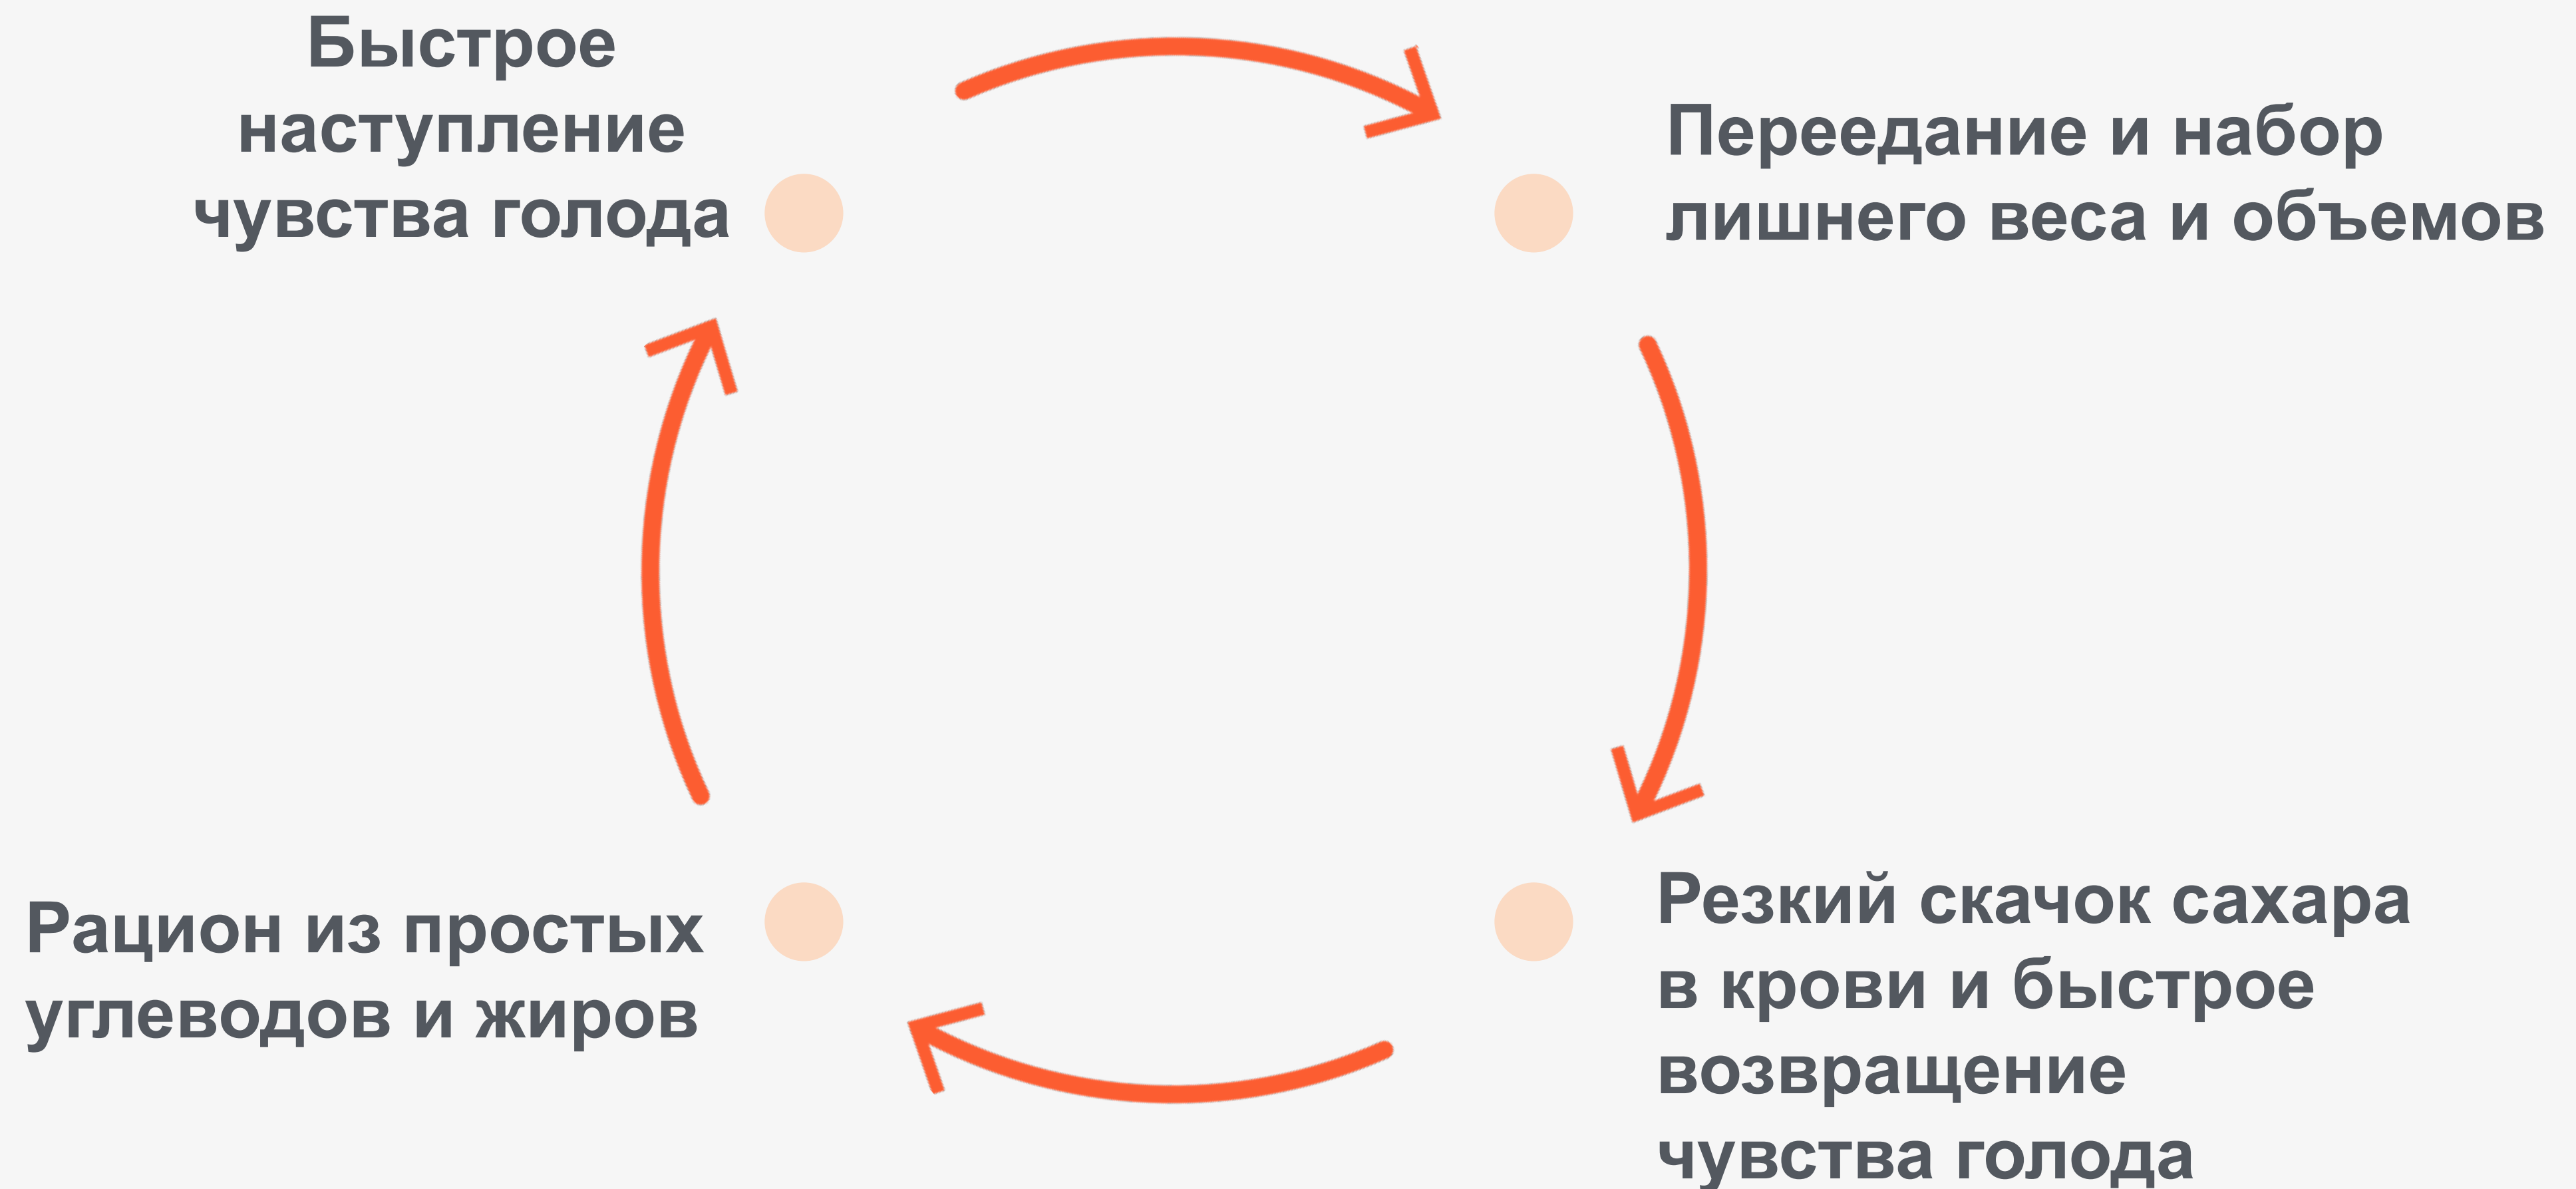 Быстрое
наступление
чувства голода
Переедание и набор
лишнего веса и объемов
Рацион из простых
углеводов и жиров
Резкий скачок сахара
в крови и быстрое
возвращение
чувства голода